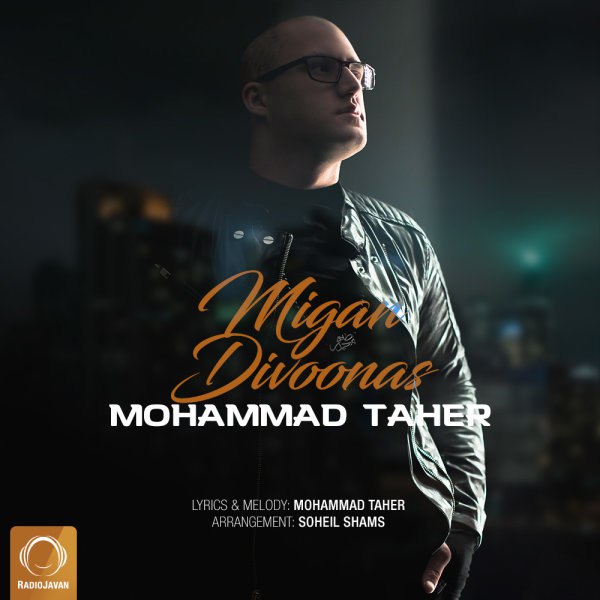 Migan
Divoonas
MOHAMMAD TAHER
LYRICS & MELODY: MOHAMMAD TAHER
ARRANGEMENT: SOHEIL SHAMS
RADIOJAVAN